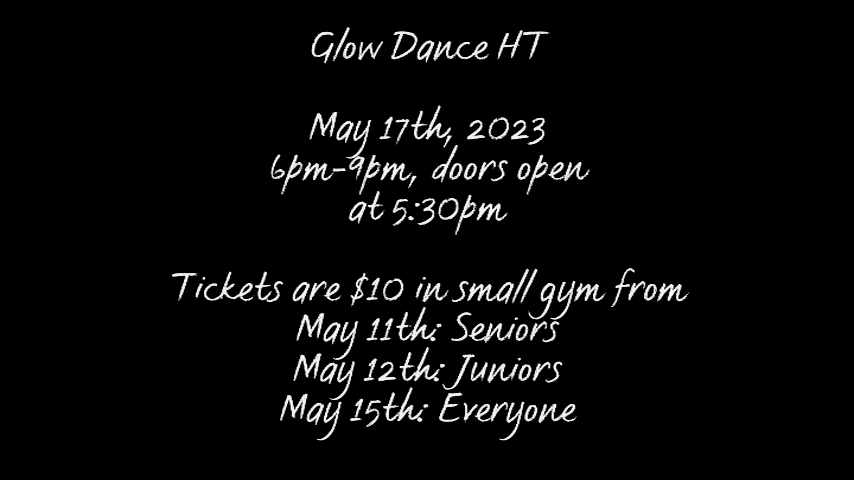 Glow Dance HT
May 17th, 2023
6pm-9pm, doors open
at 5:30pm
Tickets are $10 in small gym from
May 11th: Seniors
May 12th: Juniors
May 15th: Everyone